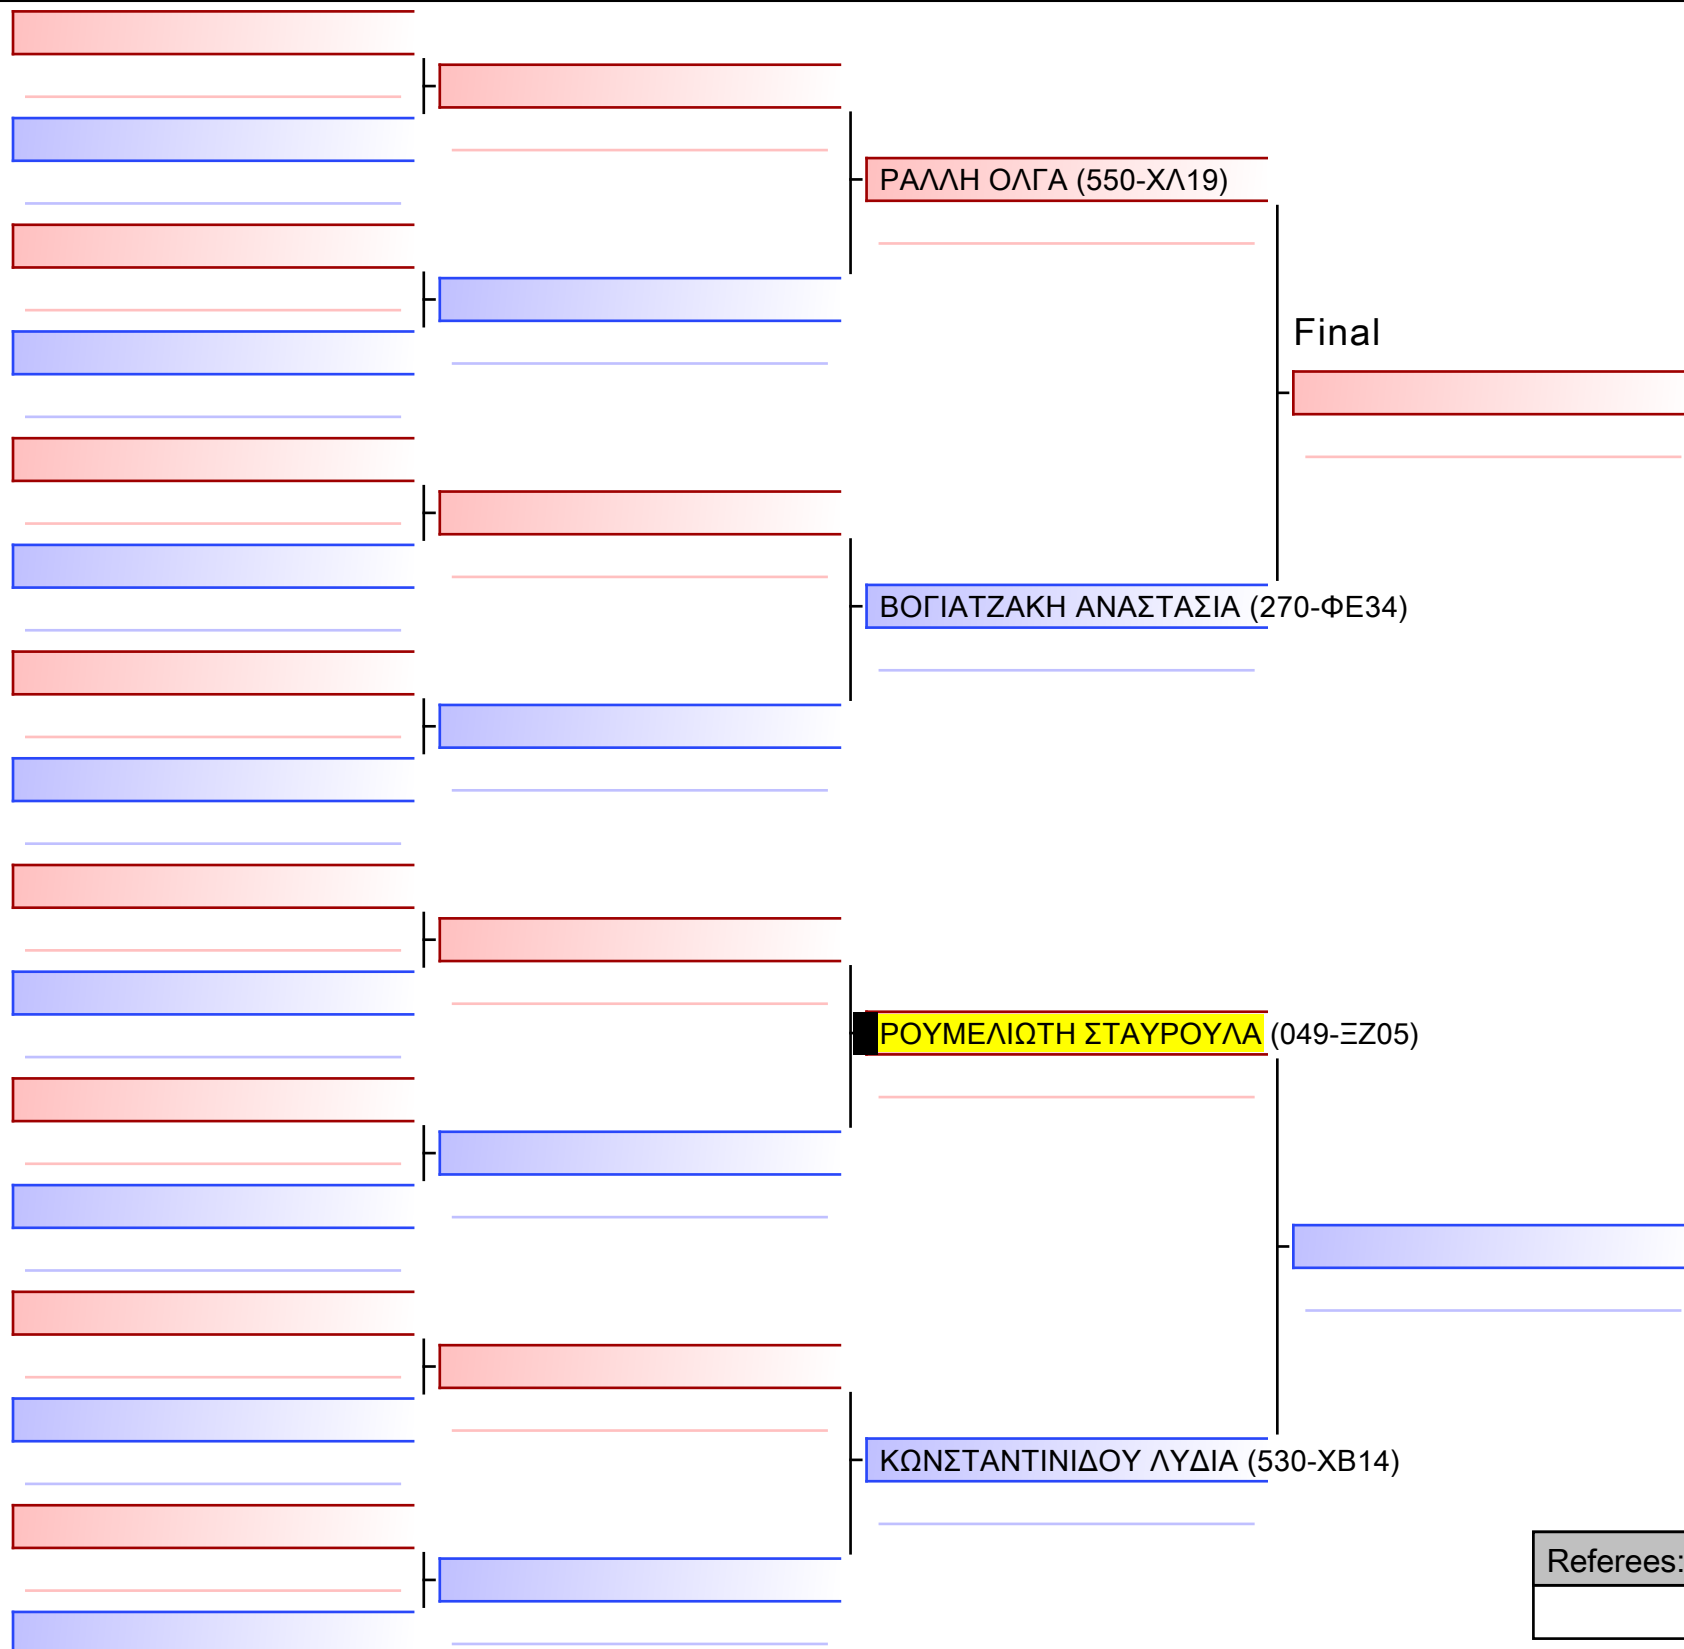 ΡΑΛΛΗ ΟΛΓΑ (550-ΧΛ19)
Final
ΒΟΓΙΑΤΖΑΚΗ ΑΝΑΣΤΑΣΙΑ (270-ΦΕ34)
ΡΟΥΜΕΛΙΩΤΗ ΣΤΑΥΡΟΥΛΑ (049-ΞΖ05)
ΚΩΝΣΤΑΝΤΙΝΙΔΟΥ ΛΥΔΙΑ (530-ΧΒ14)
Referees: